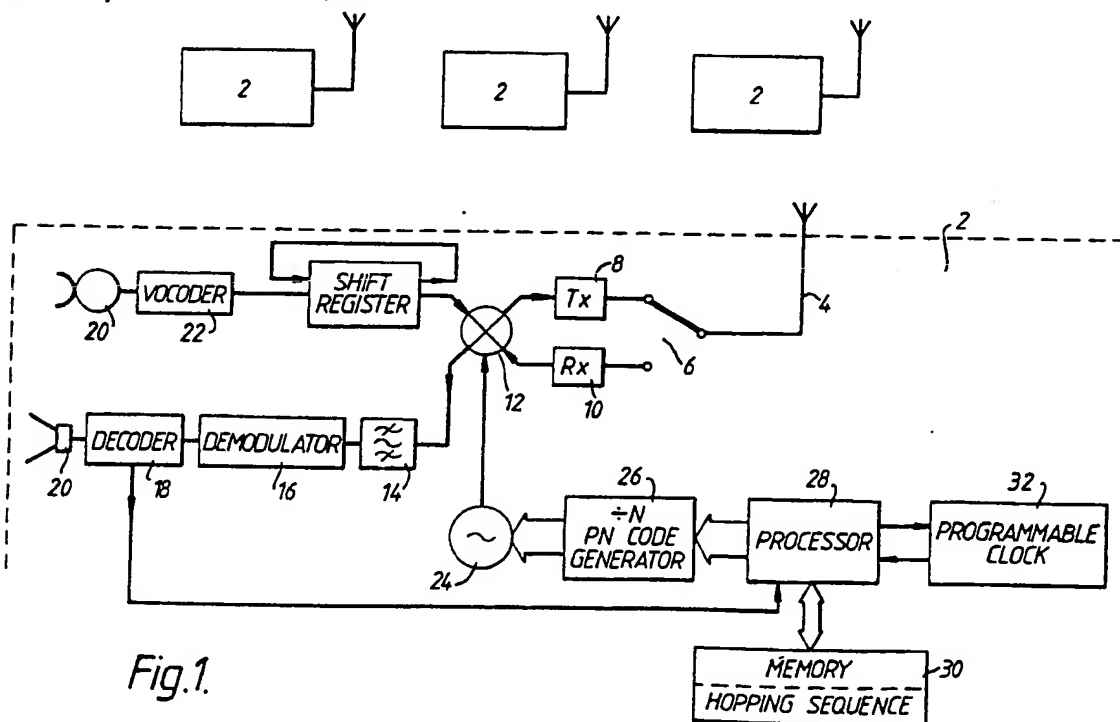 2
2
2
2
4
SHIFT
REGISTER
VOCODER
20
22
8
Tx
6
12
Rx
10
DECODER
DEMODULATOR
20
18
16
14
24
26
÷N
PN CODE
GENERATOR
28
PROCESSOR
32
PROGRAMMABLE
CLOCK
MEMORY
HOPPING SEQUENCE
30
Fig.1.